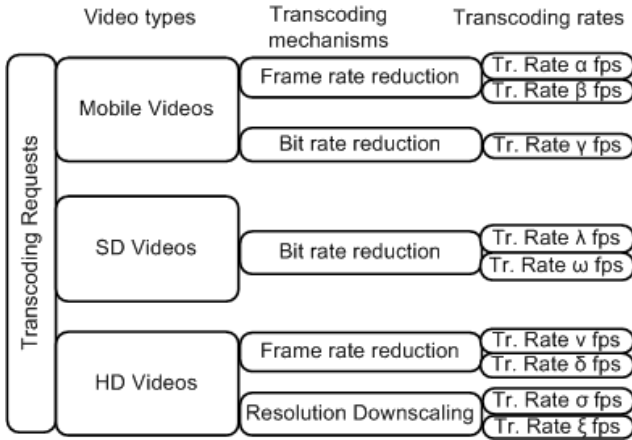 Video types
Transcoding
mechanisms
Transcoding rates
Transcoding Requests
Mobile Videos
Frame rate reduction
Tr. Rate α fps
Tr. Rate β fps
Bit rate reduction
Tr. Rate γ fps
SD Videos
Bit rate reduction
Tr. Rate λ fps
Tr. Rate ω fps
HD Videos
Frame rate reduction
Tr. Rate ν fps
Tr. Rate δ fps
Resolution Downscaling
Tr. Rate σ fps
Tr. Rate ξ fps